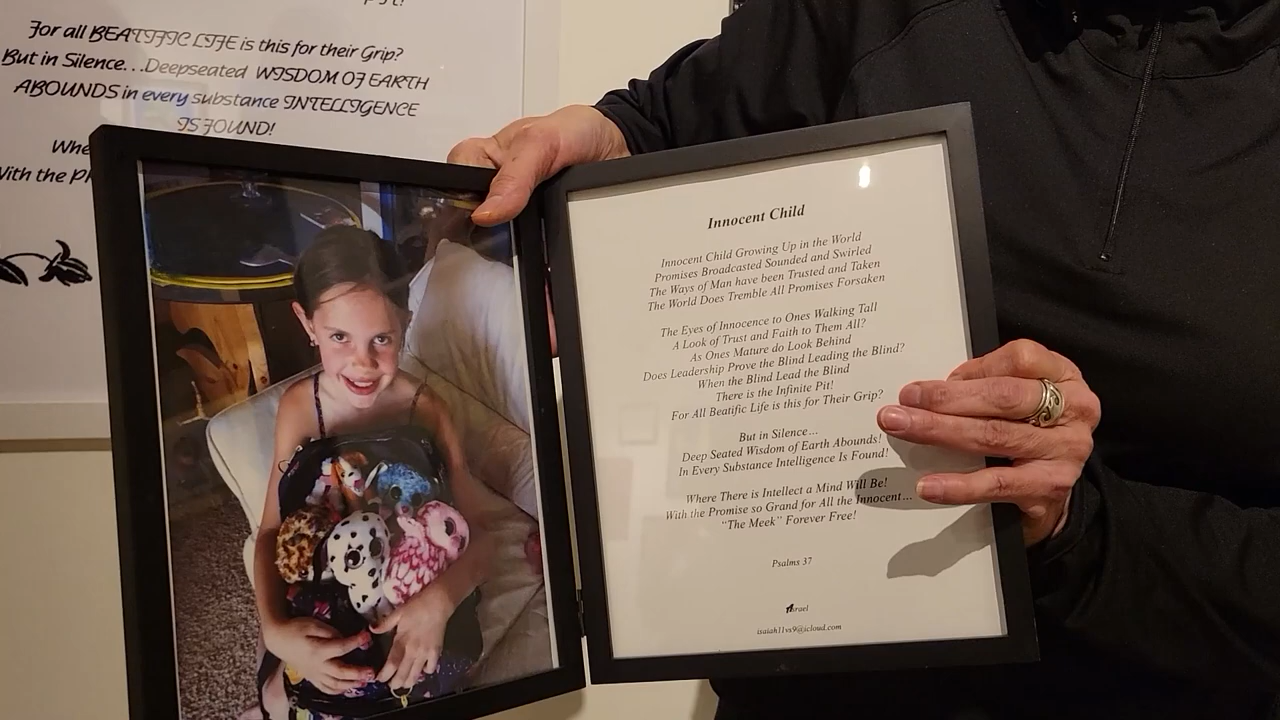 For all BEATIFIC LIFE is this for their Grip?
But in Silence...Deepseated WISDOM OF EARTH
ABOUNDS in every substance INTELLIGENCE
IS FOUND!
With the
Innocent Child
Innocent Child Growing Up in the World
Promises Broadcasted Sounded and Swirled
The Ways of Man have been Trusted and Taken
The World Does Tremble All Promises Forsaken
The Eyes of Innocence to Ones Walking Tall
A Look of Trust and Faith to Them All?
As Ones Mature do Look Behind
Does Leadership Prove the Blind Leading the Blind?
When the Blind Lead the Blind
There is the Infinite Pit!
For All Beatific Life is this for Their Grip?
But in Silence...
Deep Seated Wisdom of Earth Abounds!
In Every Substance Intelligence Is Found!
Where There is Intellect a Mind Will Be!
With the Promise so Grand for All the Innocent...
"The Meek" Forever Free!
Psalms 37
isaiah11vs9@icloud.com